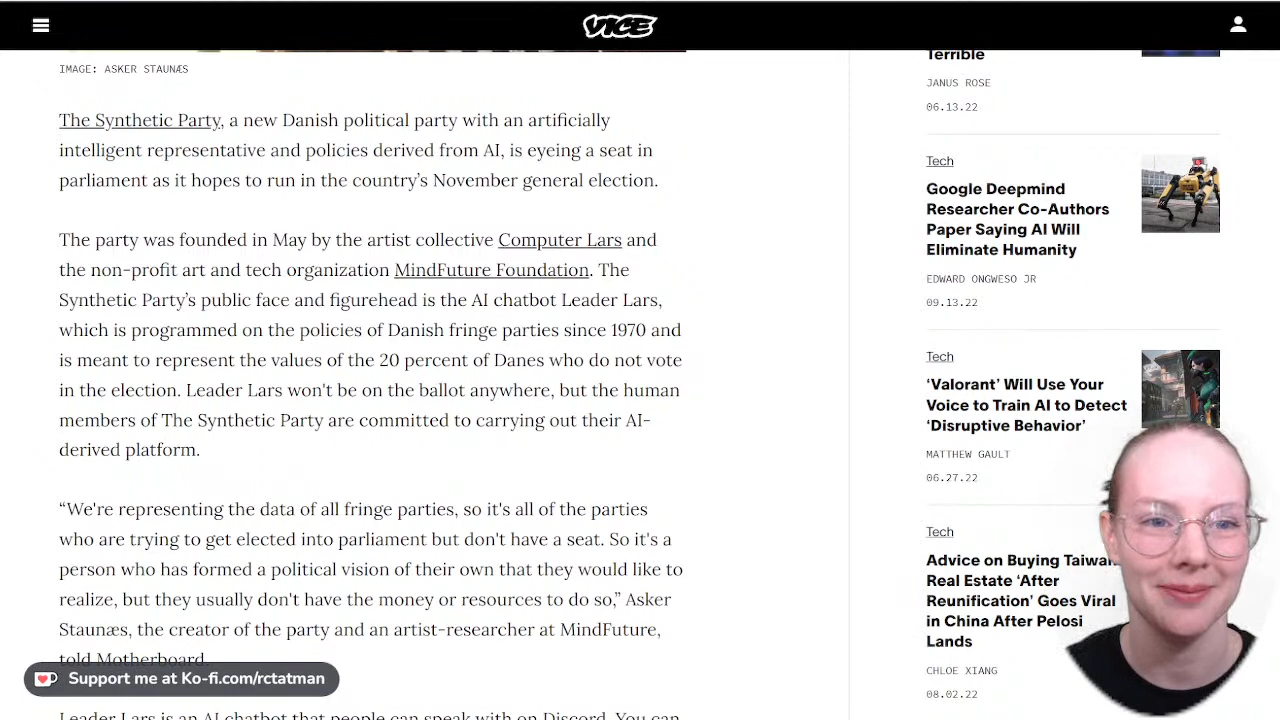 VICE
IMAGE: ASKER STAUNÆS
The Synthetic Party, a new Danish political party with an artificially
intelligent representative and policies derived from AI, is eyeing a seat in
parliament as it hopes to run in the country’s November general election.
The party was founded in May by the artist collective Computer Lars and
the non-profit art and tech organization MindFuture Foundation. The
Synthetic Party’s public face and figurehead is the AI chatbot Leader Lars,
which is programmed on the policies of Danish fringe parties since 1970 and
is meant to represent the values of the 20 percent of Danes who do not vote
in the election. Leader Lars won't be on the ballot anywhere, but the human
members of The Synthetic Party are committed to carrying out their AI-
derived platform.
“We're representing the data of all fringe parties, so it's all of the parties
who are trying to get elected into parliament but don't have a seat. So it's a
person who has formed a political vision of their own that they would like to
realize, but they usually don't have the money or resources to do so,” Asker
Staunæs, the creator of the party and an artist-researcher at MindFuture,
told Motherboard.
Support me at Ko-fi.com/rctatman
Leader Lars is an AI chatbot that people can speak with on Discord. You can
Terrible
JANUS ROSE
06.13.22
Tech
Google Deepmind
Researcher Co-Authors
Paper Saying AI Will
Eliminate Humanity
EDWARD ONGWESO JR
09.13.22
Tech
‘Valorant’ Will Use Your
Voice to Train AI to Detect
‘Disruptive Behavior’
MATTHEW GAULT
06.27.22
Tech
Advice on Buying Taiwan
Real Estate ‘After
Reunification’ Goes Viral
in China After Pelosi
Lands
CHLOE XIANG
08.02.22